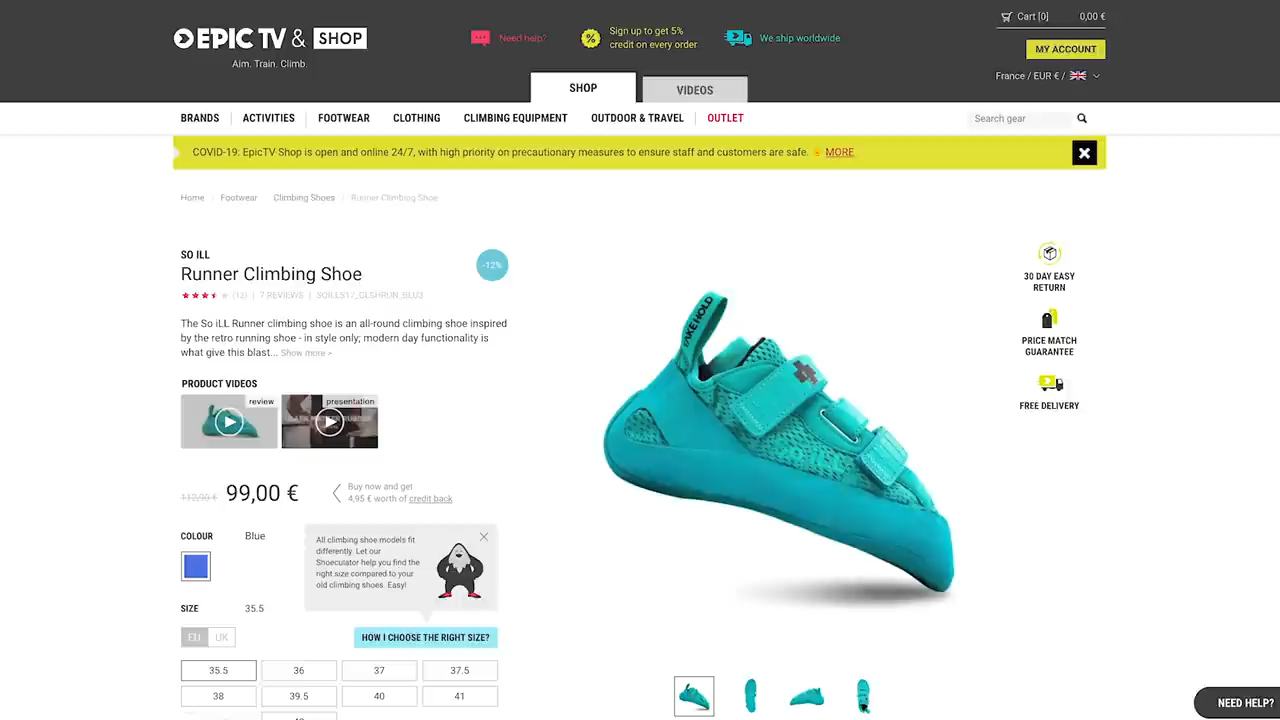 EPIC TV & SHOP
Aim. Train. Climb.
Need help?
Sign up to get 5%
credit on every order
We ship worldwide
Cart [0]
0,00 €
MY ACCOUNT
France / EUR € /
SHOP
VIDEOS
BRANDS
ACTIVITIES
FOOTWEAR
CLOTHING
CLIMBING EQUIPMENT
OUTDOOR & TRAVEL
OUTLET
Search gear
COVID-19: EpicTV Shop is open and online 24/7, with high priority on precautionary measures to ensure staff and customers are safe. MORE
Home
Footwear
Climbing Shoes
Runner Climbing Shoe
SO ILL
Runner Climbing Shoe
-12%
(12) | 7 REVIEWS | SOILLS17_GLSHRUN_BLU3
The So iLL Runner climbing shoe is an all-round climbing shoe inspired
by the retro running shoe - in style only; modern day functionality is
what give this blast... Show more >
PRODUCT VIDEOS
review
presentation
112,90 €
99,00 €
Buy now and get
4,95 € worth of credit back
COLOUR
Blue
All climbing shoe models fit
differently. Let our
Shoeculator help you find the
right size compared to your
old climbing shoes. Easy!
SIZE
35.5
EU
UK
HOW I CHOOSE THE RIGHT SIZE?
35.5
36
37
37.5
38
39.5
40
41
30 DAY EASY
RETURN
PRICE MATCH
GUARANTEE
FREE DELIVERY
NEED HELP?